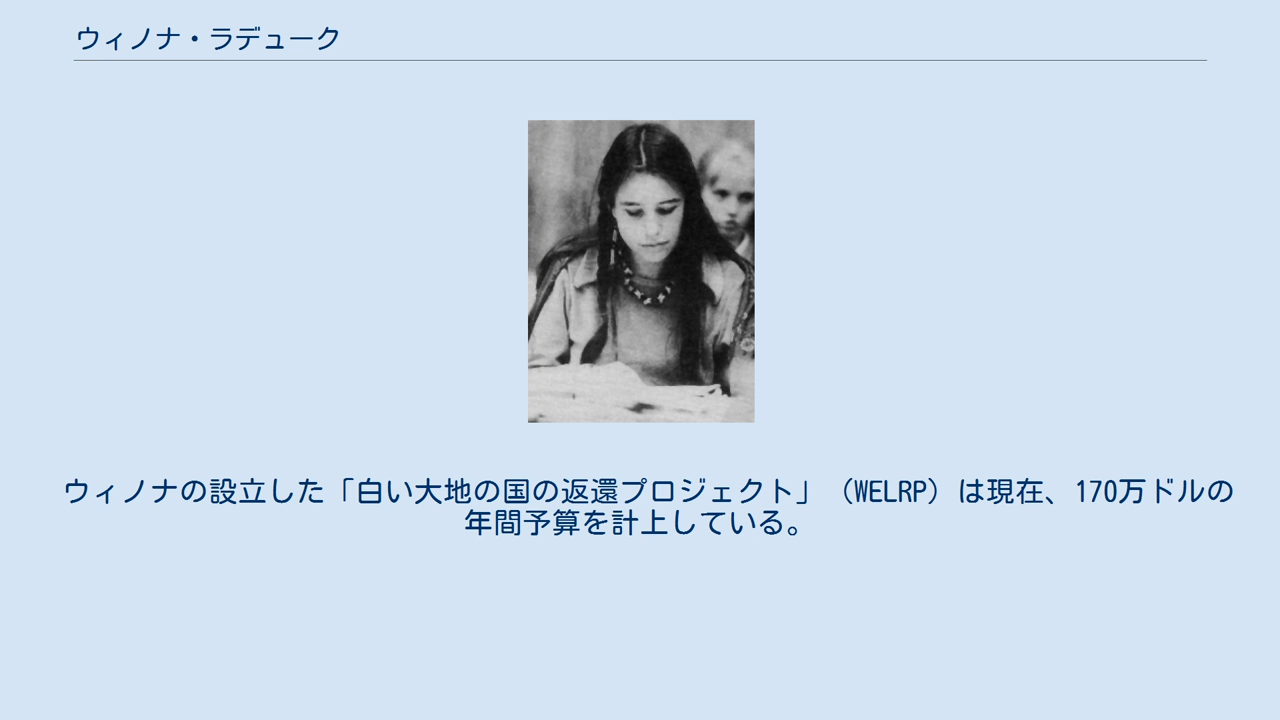 ウィノナ・ラデューク
ウィノナの設立した「白い大地の国の返還プロジェクト」（WELRP）は現在、170万ドルの
年間予算を計上している。